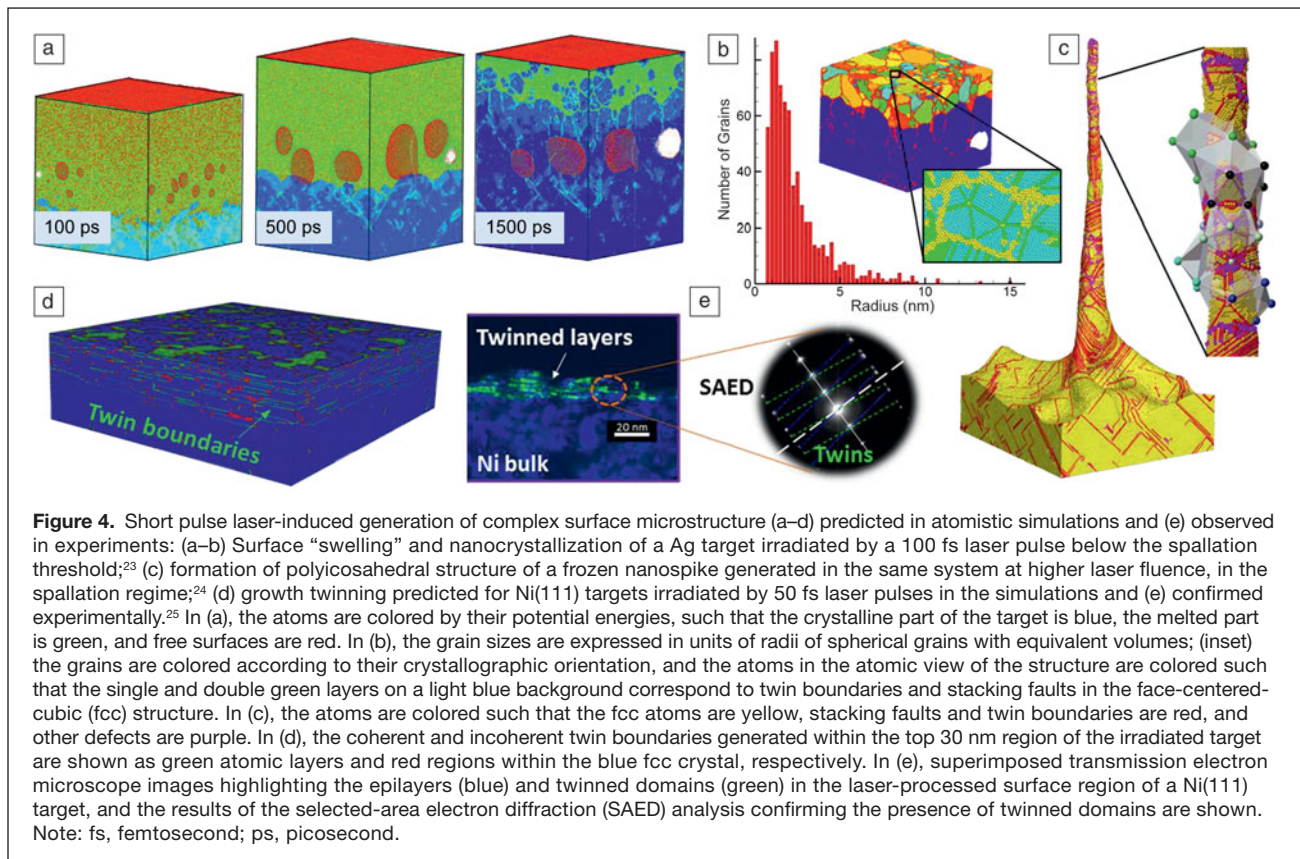 a
100 ps
500 ps
1500 ps
b
Number of Grains
60
40
20
0
5
10
15
Radius (nm)
c
d
Twin boundaries
Twinned layers
20 nm
Ni bulk
e
SAED
Twins
Figure 4. Short pulse laser-induced generation of complex surface microstructure (a–d) predicted in atomistic simulations and (e) observed
in experiments: (a–b) Surface “swelling” and nanocrystallization of a Ag target irradiated by a 100 fs laser pulse below the spallation
threshold;23 (c) formation of polyicosahedral structure of a frozen nanospike generated in the same system at higher laser fluence, in the
spallation regime;24 (d) growth twinning predicted for Ni(111) targets irradiated by 50 fs laser pulses in the simulations and (e) confirmed
experimentally.25 In (a), the atoms are colored by their potential energies, such that the crystalline part of the target is blue, the melted part
is green, and free surfaces are red. In (b), the grain sizes are expressed in units of radii of spherical grains with equivalent volumes; (inset)
the grains are colored according to their crystallographic orientation, and the atoms in the atomic view of the structure are colored such
that the single and double green layers on a light blue background correspond to twin boundaries and stacking faults in the face-centered-
cubic (fcc) structure. In (c), the atoms are colored such that the fcc atoms are yellow, stacking faults and twin boundaries are red, and
other defects are purple. In (d), the coherent and incoherent twin boundaries generated within the top 30 nm region of the irradiated target
are shown as green atomic layers and red regions within the blue fcc crystal, respectively. In (e), superimposed transmission electron
microscope images highlighting the epilayers (blue) and twinned domains (green) in the laser-processed surface region of a Ni(111)
target, and the results of the selected-area electron diffraction (SAED) analysis confirming the presence of twinned domains are shown.
Note: fs, femtosecond; ps, picosecond.